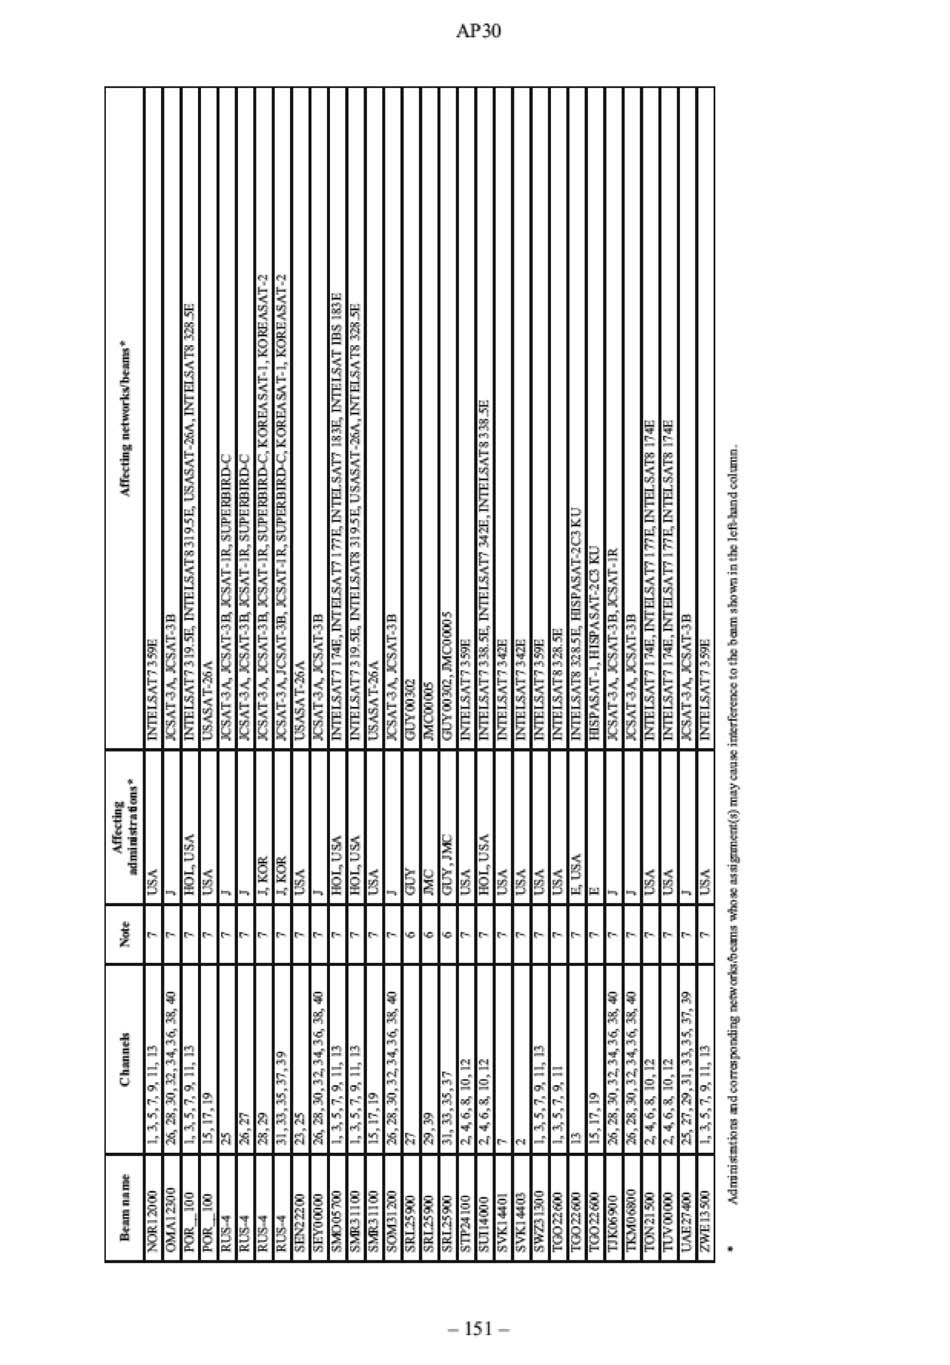 AP30
Beam name Channels Note Affecting administrations* Affecting networks/beams*
NOR12000 1, 3, 5, 7, 9, 11, 13 7 USA INTELSAT7 359E
OMA12300 26, 28, 30, 32, 34, 36, 38, 40 7 J JCSAT-3A, JCSAT-3B
POR__100 1, 3, 5, 7, 9, 11, 13 7 HOL, USA INTELSAT7 319.5E, INTELSAT8 319.5E, USASAT-26A, INTELSAT8 328.5E
POR__100 15, 17, 19 7 USA USASAT-26A
RUS-4 25 7 J JCSAT-3A, JCSAT-3B, JCSAT-1R, SUPERBIRD-C
RUS-4 26, 27 7 J JCSAT-3A, JCSAT-3B, JCSAT-1R, SUPERBIRD-C
RUS-4 28, 29 7 J, KOR JCSAT-3A, JCSAT-3B, JCSAT-1R, SUPERBIRD-C, KOREASAT-1, KOREASAT-2
RUS-4 31, 33, 35, 37, 39 7 J, KOR JCSAT-3A, JCSAT-3B, JCSAT-1R, SUPERBIRD-C, KOREASAT-1, KOREASAT-2
SEN22200 23, 25 7 USA USASAT-26A
SEY00000 26, 28, 30, 32, 34, 36, 38, 40 7 J JCSAT-3A, JCSAT-3B
SMO05700 1, 3, 5, 7, 9, 11, 13 7 HOL, USA INTELSAT7 174E, INTELSAT7 177E, INTELSAT7 183E, INTELSAT IBS 183E
SMR31100 1, 3, 5, 7, 9, 11, 13 7 HOL, USA INTELSAT7 319.5E, INTELSAT8 319.5E, USASAT-26A, INTELSAT8 328.5E
SMR31100 15, 17, 19 7 USA USASAT-26A
SOM31200 26, 28, 30, 32, 34, 36, 38, 40 7 J JCSAT-3A, JCSAT-3B
SRL25900 27 6 GUY GUY00302
SRL25900 29, 39 6 JMC JMC00005
SRL25900 31, 33, 35, 37 6 GUY, JMC GUY00302, JMC00005
STP24100 2, 4, 6, 8, 10, 12 7 USA INTELSAT7 359E
SUI14000 2, 4, 6, 8, 10, 12 7 HOL, USA INTELSAT7 338.5E, INTELSAT7 342E, INTELSAT8 338.5E
SVK14401 7 7 USA INTELSAT7 342E
SVK14403 2 7 USA INTELSAT7 342E
SWZ31300 1, 3, 5, 7, 9, 11, 13 7 USA INTELSAT7 359E
TGO22600 1, 3, 5, 7, 9, 11 7 USA INTELSAT8 328.5E
TGO22600 13 7 E, USA INTELSAT8 328.5E, HISPASAT-2C3 KU
TGO22600 15, 17, 19 7 E HISPASAT-1, HISPASAT-2C3 KU
TJK06900 26, 28, 30, 32, 34, 36, 38, 40 7 J JCSAT-3A, JCSAT-3B, JCSAT-1R
TKM06800 26, 28, 30, 32, 34, 36, 38, 40 7 J JCSAT-3A, JCSAT-3B
TON21500 2, 4, 6, 8, 10, 12 7 USA INTELSAT7 174E, INTELSAT7 177E, INTELSAT8 174E
TUV00000 2, 4, 6, 8, 10, 12 7 USA INTELSAT7 174E, INTELSAT7 177E, INTELSAT8 174E
UAE27400 25, 27, 29, 31, 33, 35, 37, 39 7 J JCSAT-3A, JCSAT-3B
ZWE13500 1, 3, 5, 7, 9, 11, 13 7 USA INTELSAT7 359E
* Administrations and corresponding networks/beams whose assignment(s) may cause interference to the beam shown in the left-hand column.
– 151 –